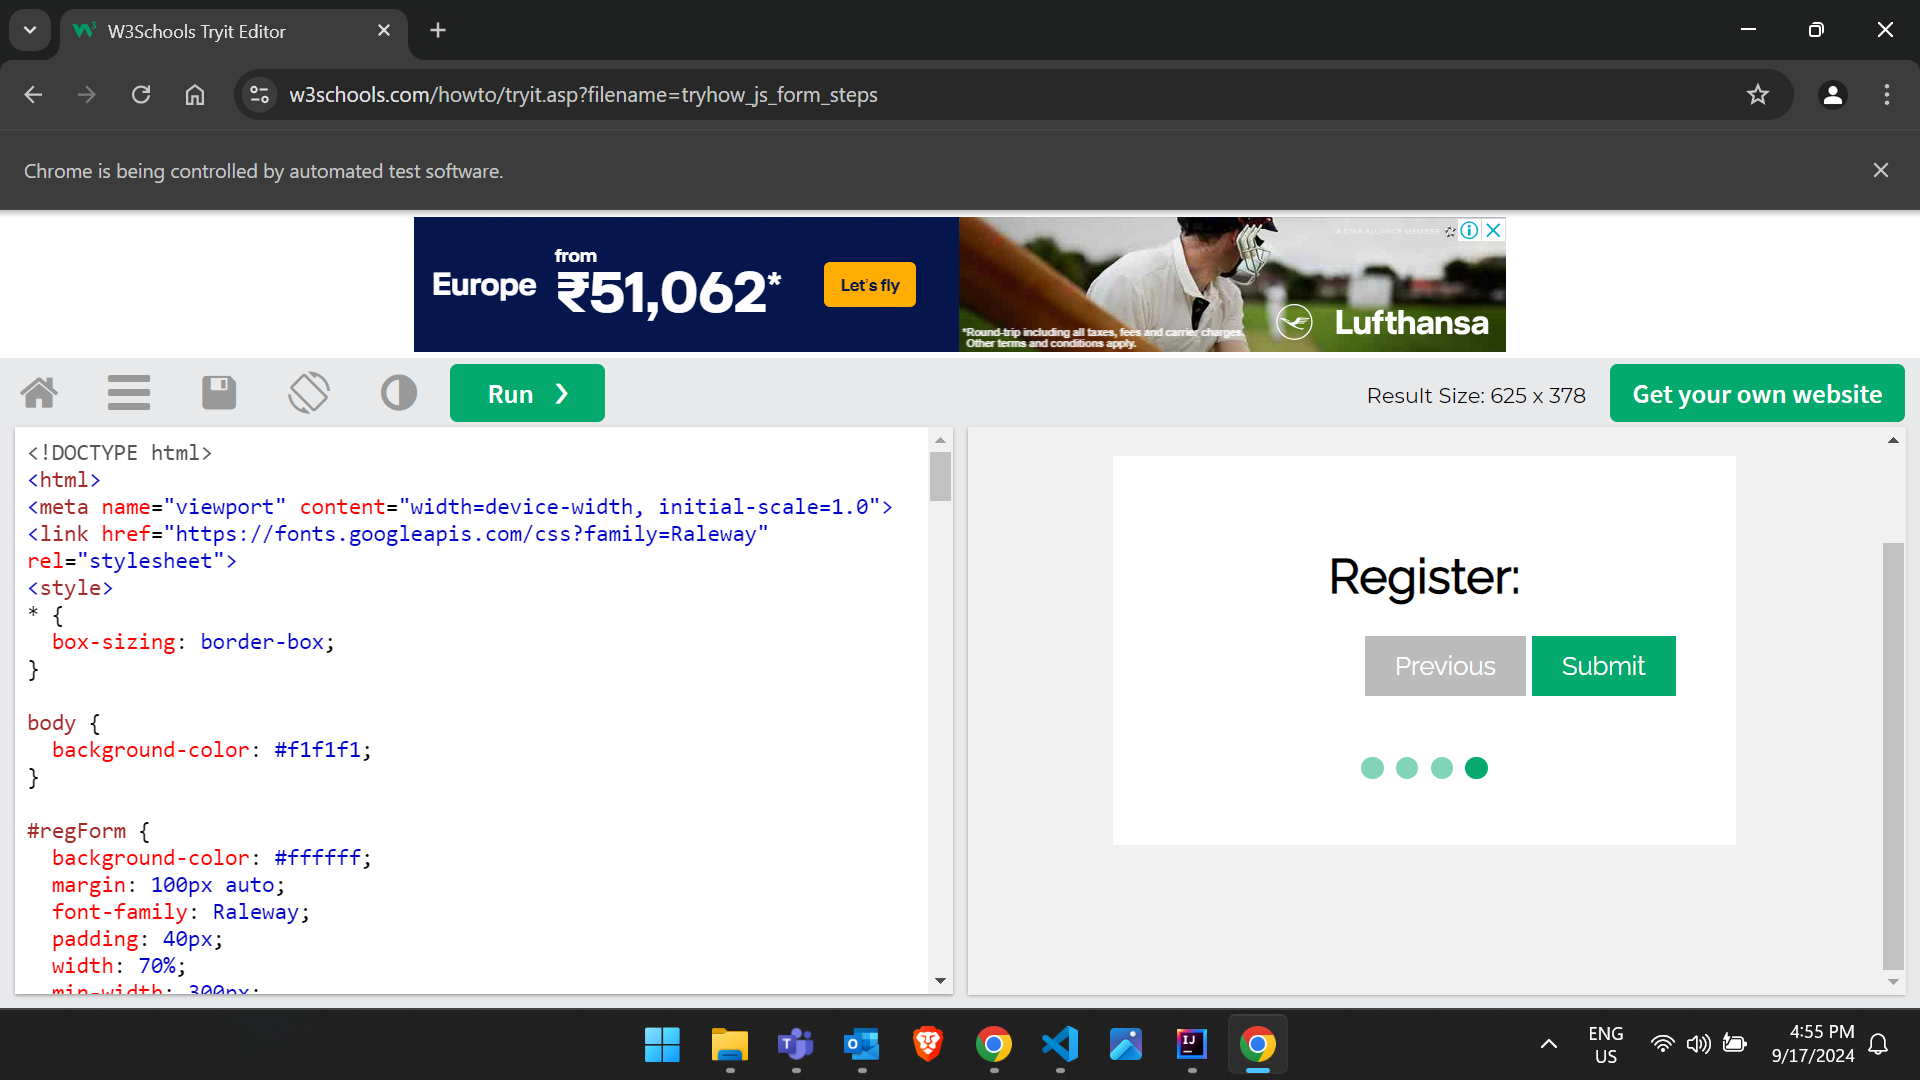 W3Schools Tryit Editor
w3schools.com/howto/tryit.asp?filename=tryhow_js_form_steps
Chrome is being controlled by automated test software.
Europe
from
₹51,062*
Let's fly
A STAR ALLIANCE MEMBER
*Round-trip including all taxes, fees and carrier charges.
Other terms and conditions apply.
Lufthansa
Run ❯
Result Size: 625 x 378
Get your own website
<!DOCTYPE html>
<html>
<meta name="viewport" content="width=device-width, initial-scale=1.0">
<link href="https://fonts.googleapis.com/css?family=Raleway"
rel="stylesheet">
<style>
* {
box-sizing: border-box;
}
body {
background-color: #f1f1f1;
}
#regForm {
background-color: #ffffff;
margin: 100px auto;
font-family: Raleway;
padding: 40px;
width: 70%;
min-width: 300px;
Register:
Previous
Submit
ENG
US
4:55 PM
9/17/2024